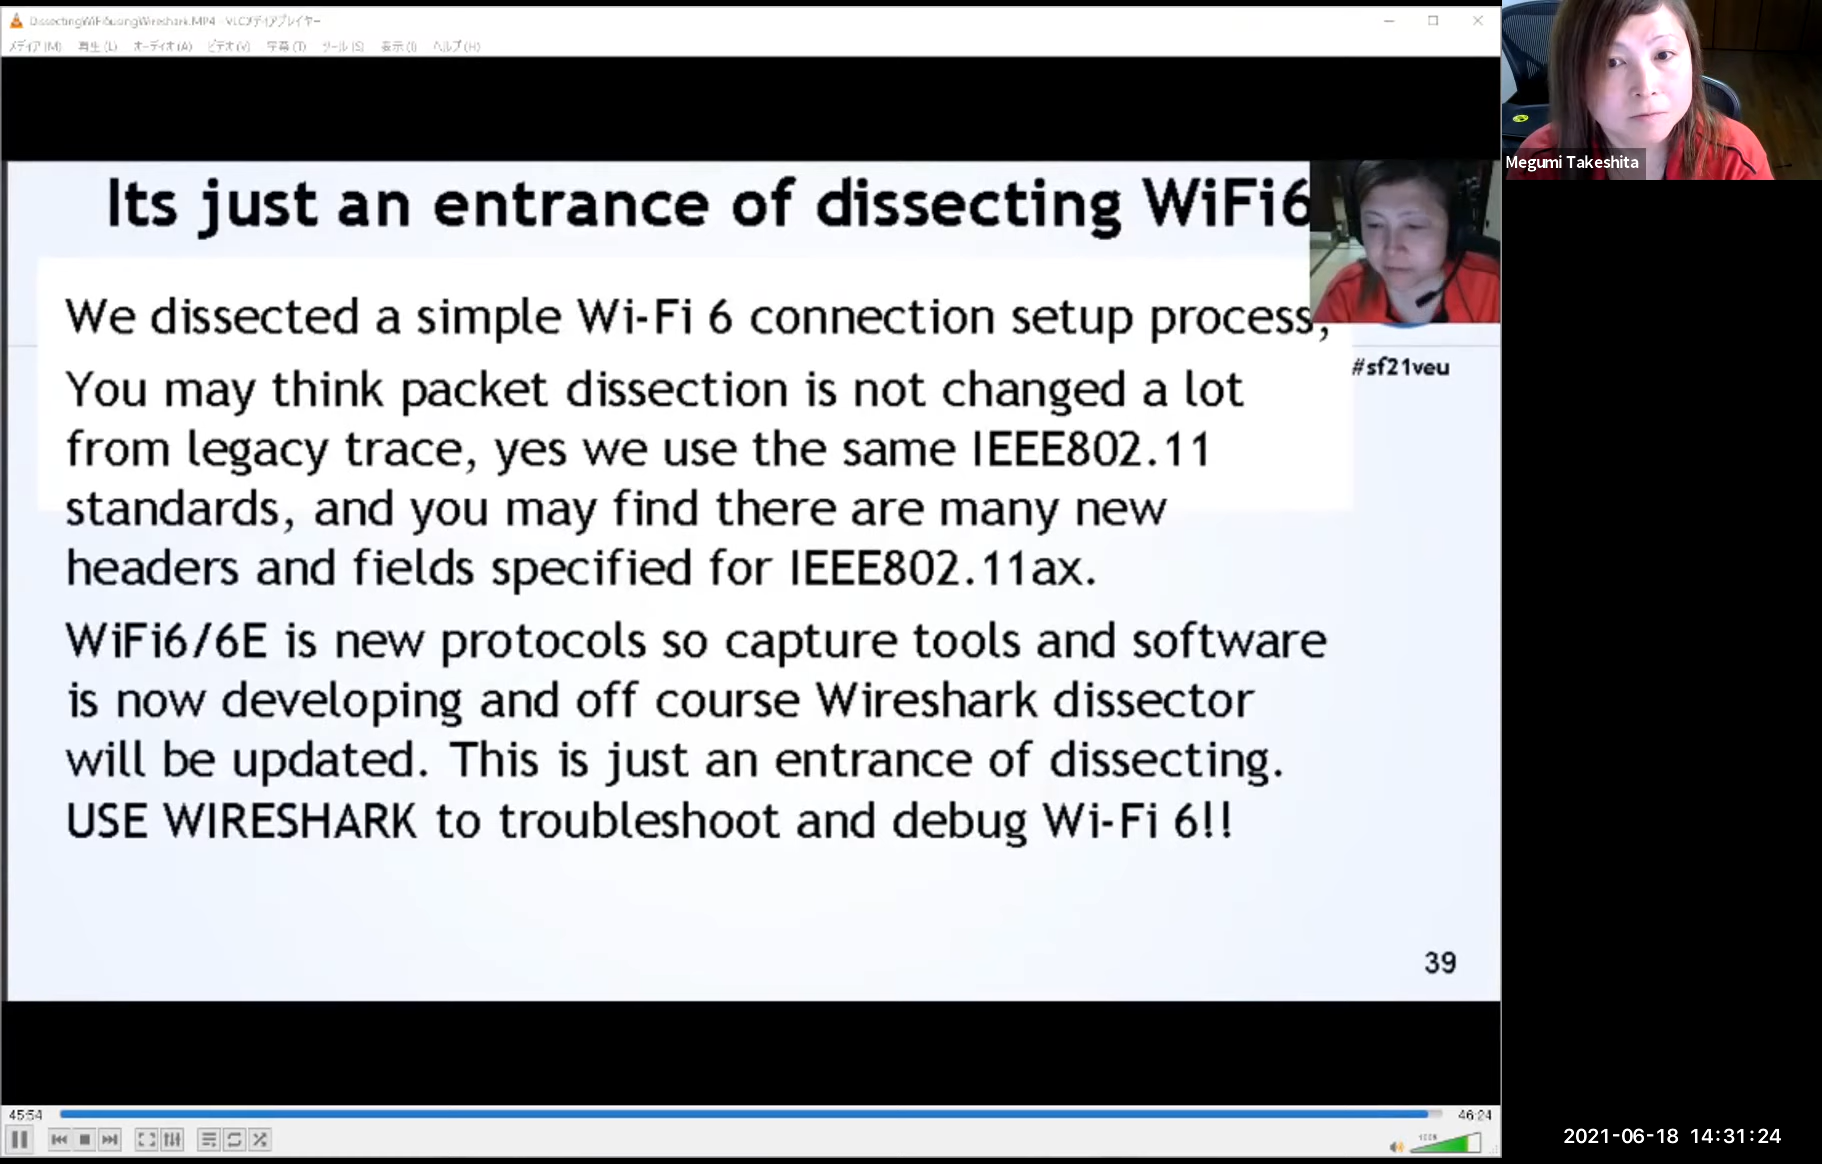 DissectingWiFi6usingWireshark.MP4 - VLCメディアプレイヤー
メディア(M) 再生(L) オーディオ(A) ビデオ(V) 字幕(T) ツール(S) 表示(I) ヘルプ(H)
Megumi Takeshita
Its just an entrance of dissecting WiFi6
We dissected a simple Wi-Fi 6 connection setup process,
#sf21veu
You may think packet dissection is not changed a lot
from legacy trace, yes we use the same IEEE802.11
standards, and you may find there are many new
headers and fields specified for IEEE802.11ax.
WiFi6/6E is new protocols so capture tools and software
is now developing and off course Wireshark dissector
will be updated. This is just an entrance of dissecting.
USE WIRESHARK to troubleshoot and debug Wi-Fi 6!!
39
45:54
46:24
100%
2021-06-18 14:31:24